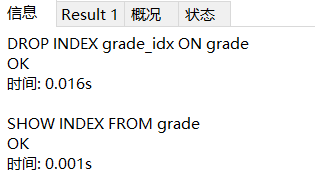 信息 Result 1 概况 状态
DROP INDEX grade_idx ON grade
OK
时间: 0.016s
SHOW INDEX FROM grade
OK
时间: 0.001s